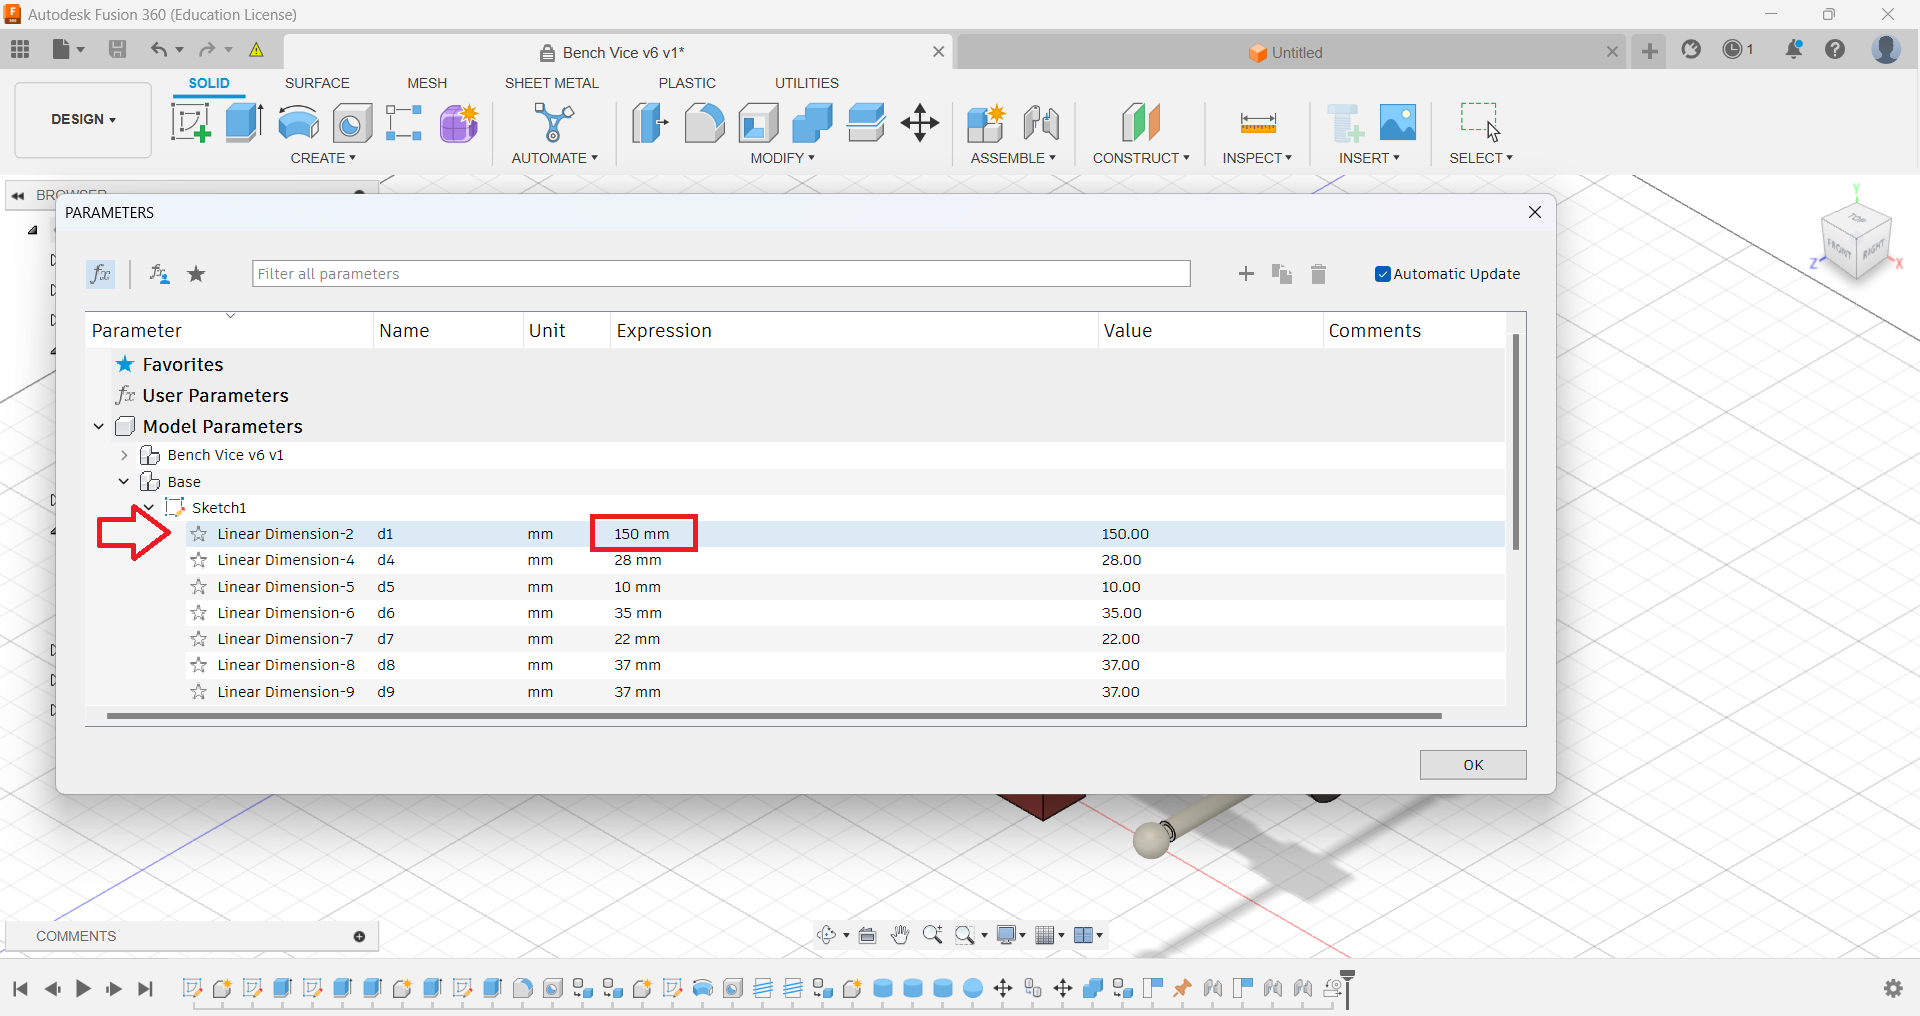 Autodesk Fusion 360 (Education License)
Bench Vice v6 v1*
Untitled
1
DESIGN
SOLID
SURFACE
MESH
SHEET METAL
PLASTIC
UTILITIES
CREATE
AUTOMATE
MODIFY
ASSEMBLE
CONSTRUCT
INSPECT
INSERT
SELECT
BROWSER
PARAMETERS
Filter all parameters
Automatic Update
Parameter Name Unit Expression Value Comments
Favorites
fx User Parameters
Model Parameters
Bench Vice v6 v1
Base
Sketch1
Linear Dimension-2 d1 mm 150 mm 150.00
Linear Dimension-4 d4 mm 28 mm 28.00
Linear Dimension-5 d5 mm 10 mm 10.00
Linear Dimension-6 d6 mm 35 mm 35.00
Linear Dimension-7 d7 mm 22 mm 22.00
Linear Dimension-8 d8 mm 37 mm 37.00
Linear Dimension-9 d9 mm 37 mm 37.00
OK
Y
TOP
FRONT
RIGHT
Z
X
COMMENTS